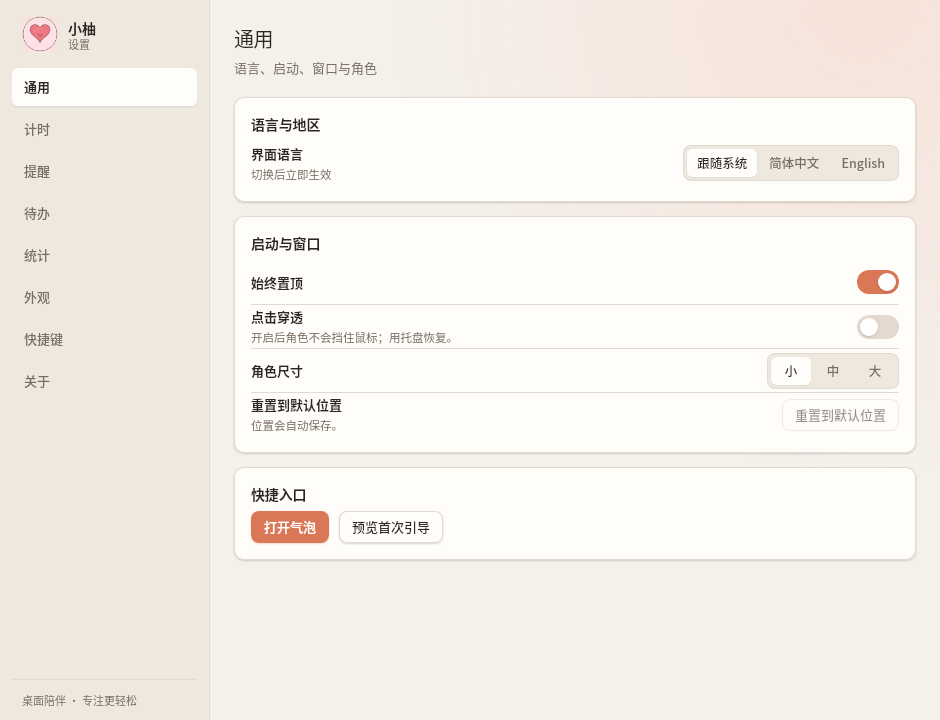 小柚
设置
通用
计时
提醒
待办
统计
外观
快捷键
关于
桌面陪伴 · 专注更轻松
通用
语言、启动、窗口与角色
语言与地区
界面语言
切换后立即生效
跟随系统 简体中文 English
启动与窗口
始终置顶
点击穿透
开启后角色不会挡住鼠标；用托盘恢复。
角色尺寸
小 中 大
重置到默认位置
位置会自动保存。
重置到默认位置
快捷入口
打开气泡 预览首次引导